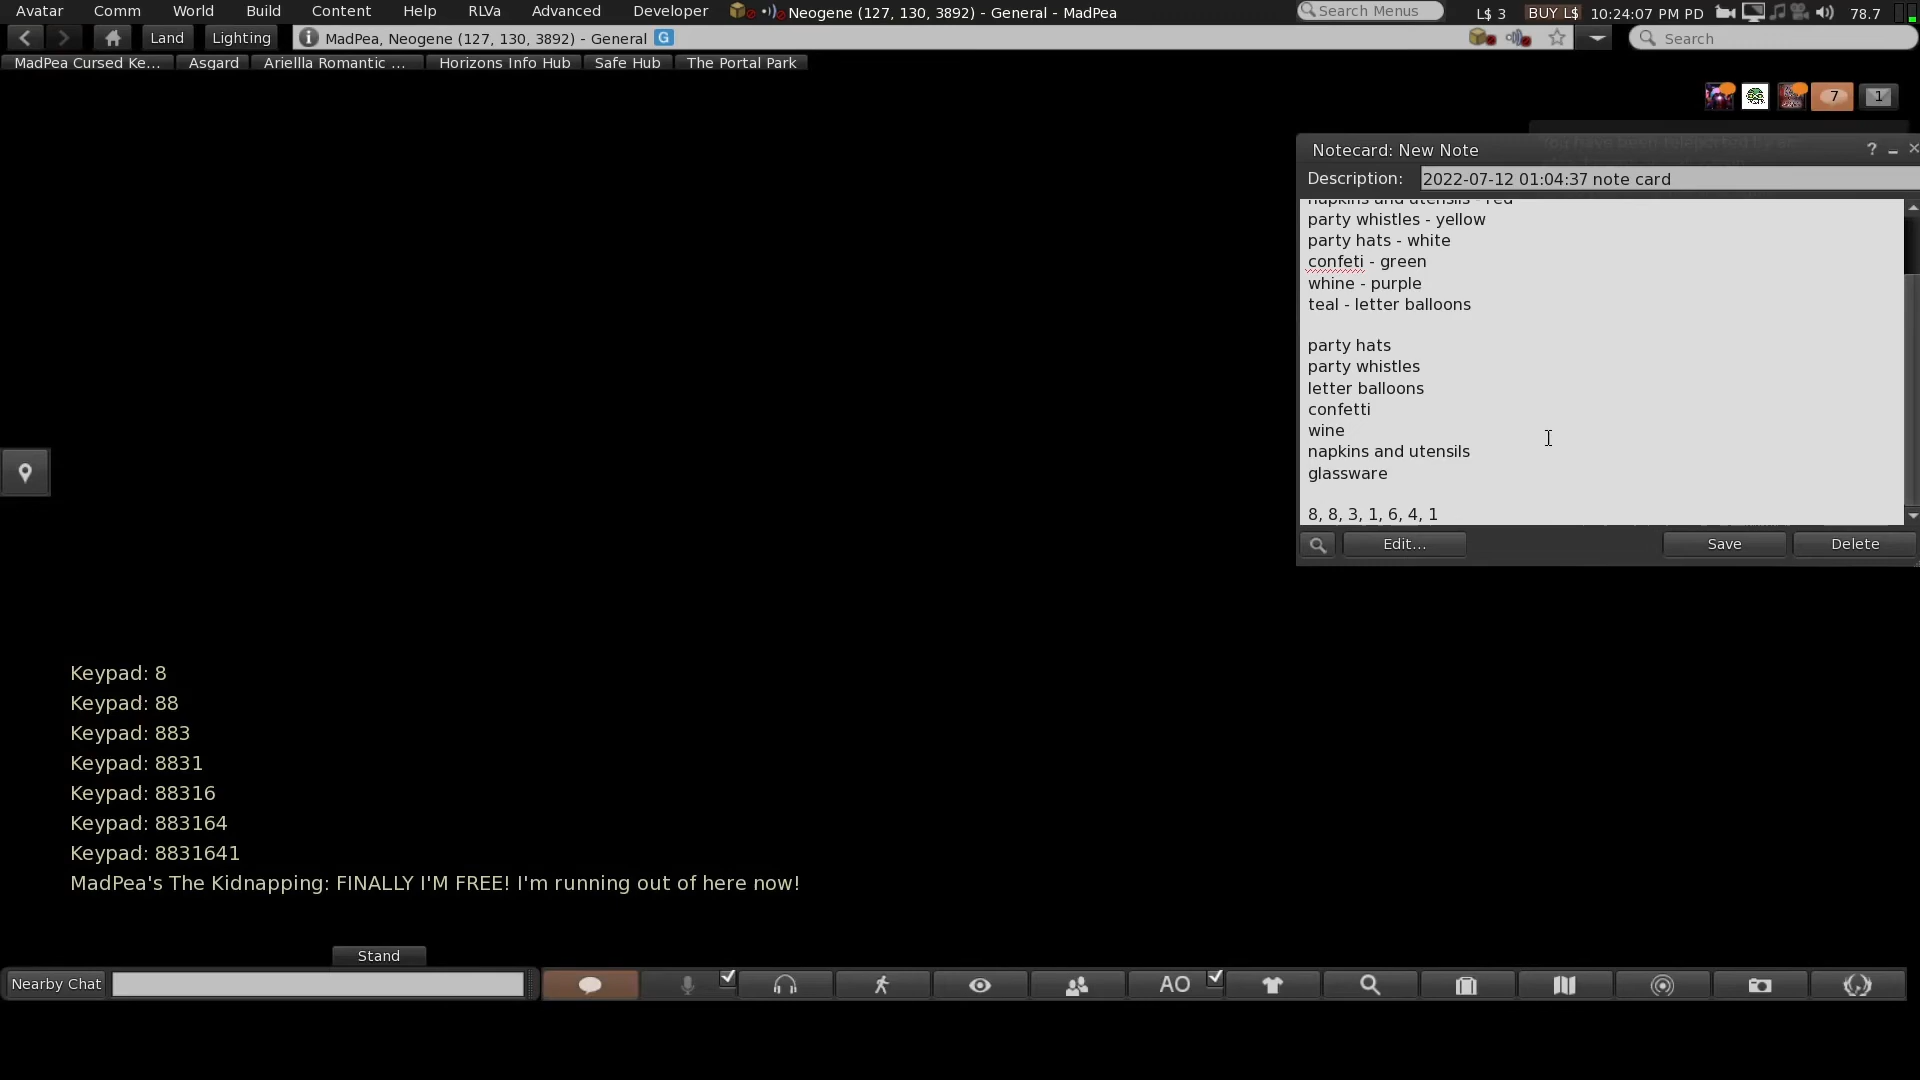 Avatar Comm World Build Content Help RLVa Advanced Developer Neogene (127, 130, 3892) - General - MadPea Search Menus L$ 3 BUY L$ 10:24:07 PM PD 78.7
Land Lighting MadPea, Neogene (127, 130, 3892) - General G Search
MadPea Cursed Ke... Asgard Ariellla Romantic ... Horizons Info Hub Safe Hub The Portal Park
7 1
Notecard: New Note ?
Description: 2022-07-12 01:04:37 note card
napkins and utensils - red
party whistles - yellow
party hats - white
confeti - green
whine - purple
teal - letter balloons
party hats
party whistles
letter balloons
confetti
wine
napkins and utensils
glassware
8, 8, 3, 1, 6, 4, 1
Edit... Save Delete
Keypad: 8
Keypad: 88
Keypad: 883
Keypad: 8831
Keypad: 88316
Keypad: 883164
Keypad: 8831641
MadPea's The Kidnapping: FINALLY I'M FREE! I'm running out of here now!
Stand
Nearby Chat AO